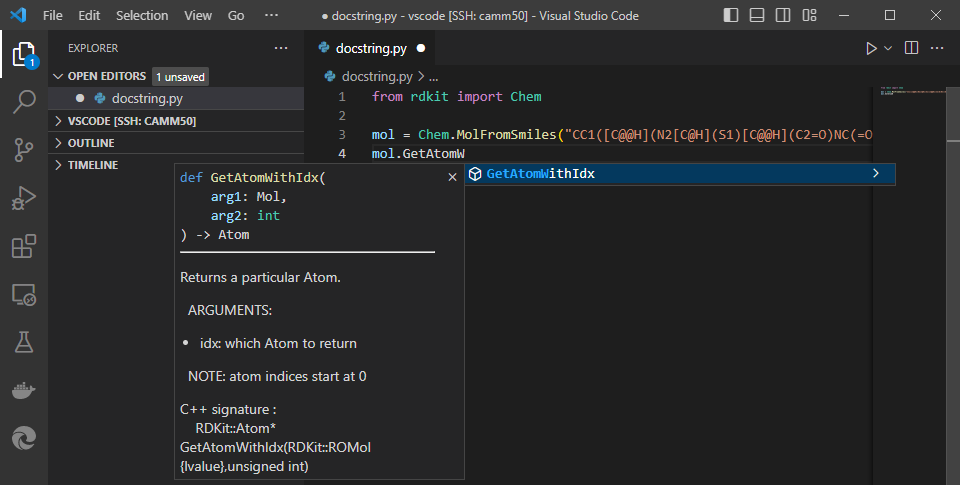 File Edit Selection View Go ··· ● docstring.py - vscode [SSH: camm50] - Visual Studio Code
EXPLORER ···
OPEN EDITORS 1 unsaved
docstring.py
VSCODE [SSH: CAMM50]
OUTLINE
TIMELINE
1
docstring.py
docstring.py > ...
1 from rdkit import Chem
2
3 mol = Chem.MolFromSmiles("CC1([C@@H](N2[C@H](S1)[C@@H](C2=O)NC(=O
4 mol.GetAtomW
GetAtomWithIdx
def GetAtomWithIdx(
arg1: Mol,
arg2: int
) -> Atom
Returns a particular Atom.
ARGUMENTS:
• idx: which Atom to return
NOTE: atom indices start at 0
C++ signature :
RDKit::Atom*
GetAtomWithIdx(RDKit::ROMol
{lvalue},unsigned int)